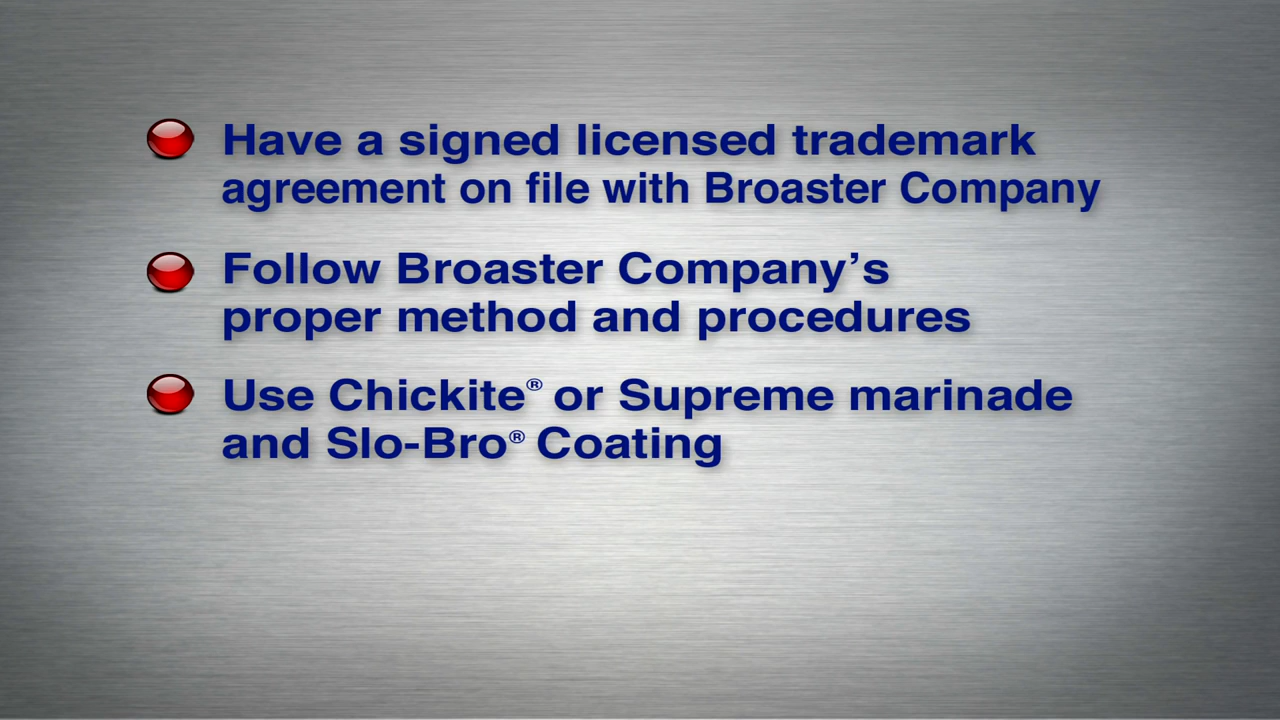 Have a signed licensed trademark
agreement on file with Broaster Company
Follow Broaster Company’s
proper method and procedures
Use Chickite® or Supreme marinade
and Slo-Bro® Coating